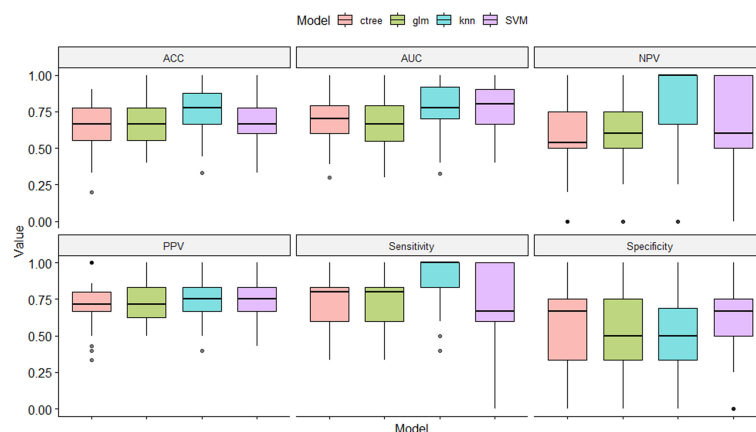 Model ctree glm knn SVM
ACC AUC NPV
1.00
0.75
0.50
0.25
0.00
Value
PPV Sensitivity Specificity
1.00
0.75
0.50
0.25
0.00
Model